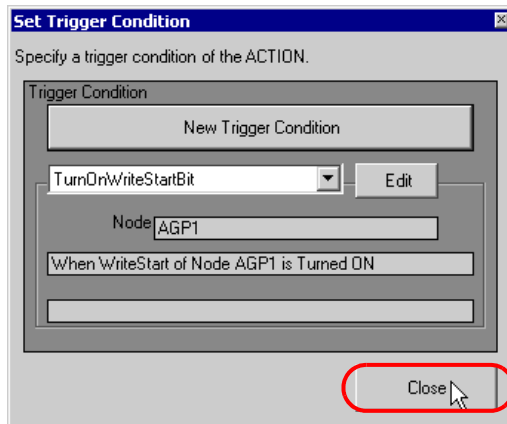 Set Trigger Condition
Specify a trigger condition of the ACTION.
Trigger Condition
New Trigger Condition
TurnOnWriteStartBit
Edit
Node AGP1
When WriteStart of Node AGP1 is Turned ON
Close